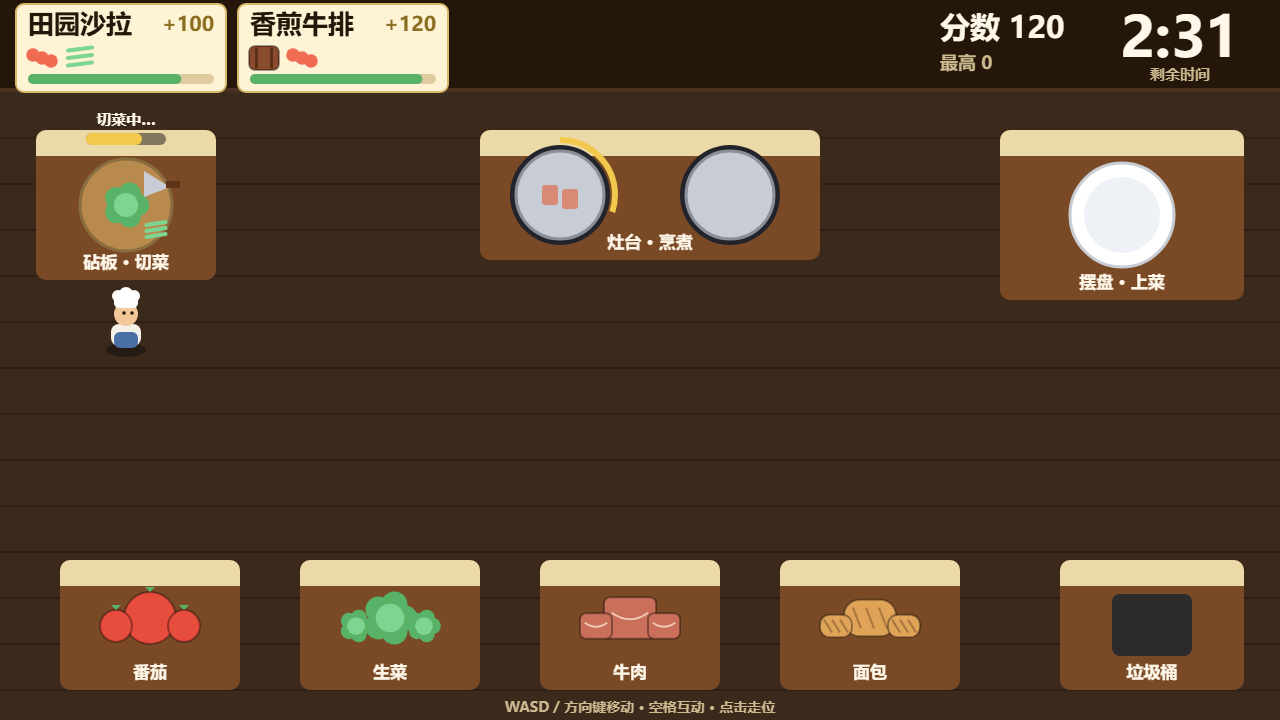 田园沙拉 +100
香煎牛排 +120
分数 120
最高 0
2:31
剩余时间
切菜中...
砧板 • 切菜
灶台 • 烹煮
摆盘 • 上菜
番茄
生菜
牛肉
面包
垃圾桶
WASD / 方向键移动 • 空格互动 • 点击走位